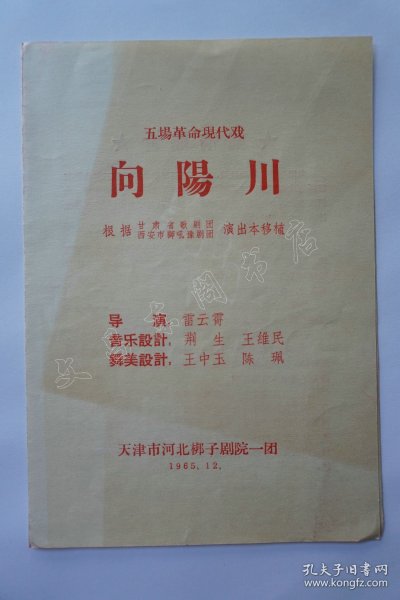 五場革命現代戏
向陽川
根据 甘肃省歌剧团 西安市狮吼豫剧团 演出本移植
导演 雷云霄
音乐設計: 荆生 王维民
舞美設計: 王中玉 陈珮
天津市河北梆子剧院一团
1965.12.
孔夫子旧书网
www.kongfz.com